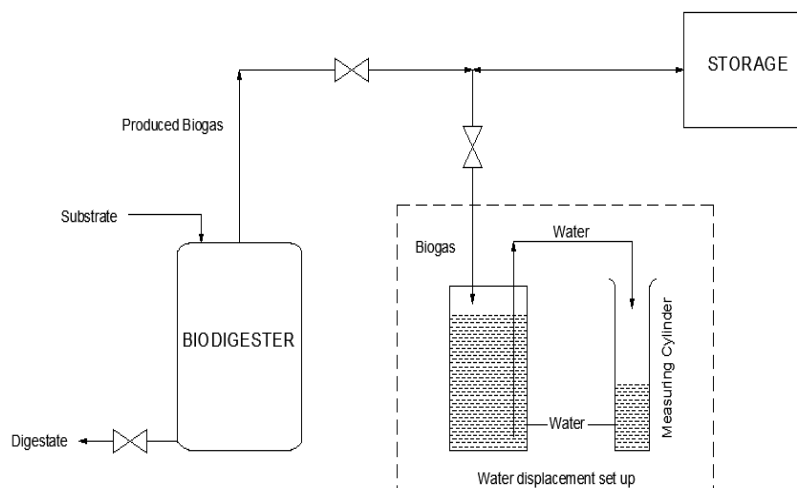 STORAGE
Produced Biogas
Substrate
Biogas
Water
BIODIGESTER
Measuring Cylinder
Water
Digestate
Water displacement set up